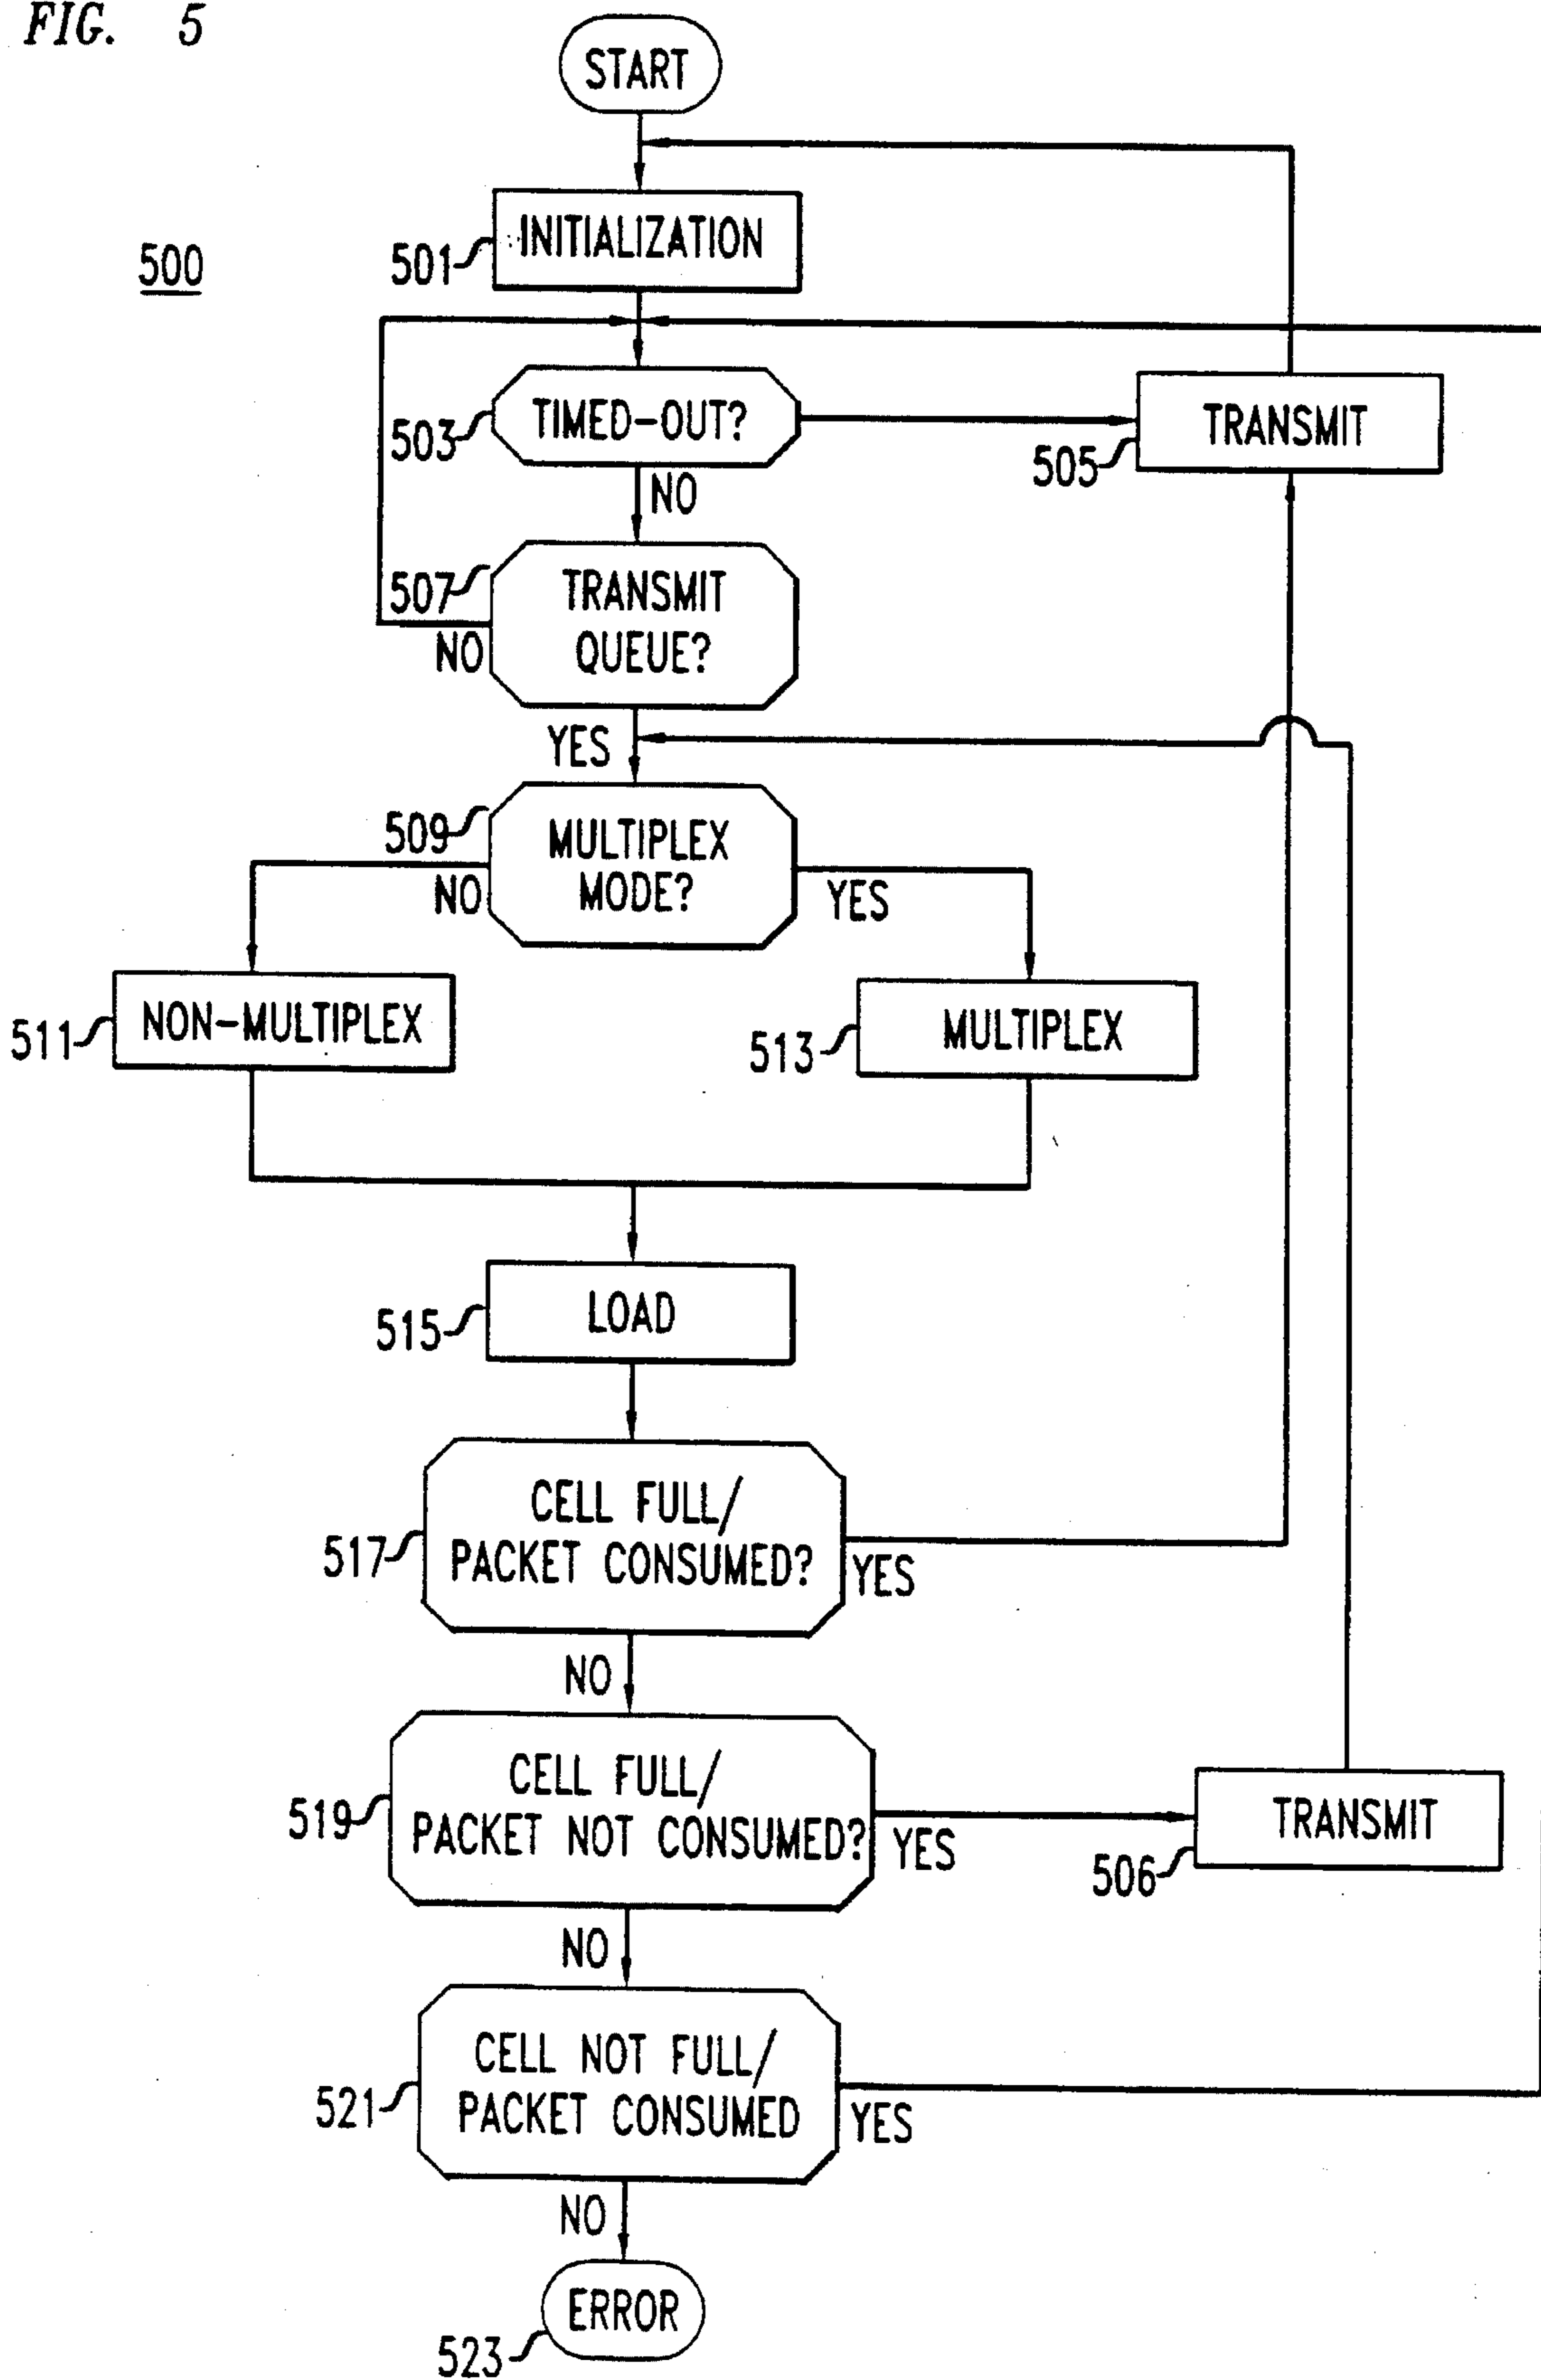 FIG. 5
START
500
501
INITIALIZATION
503
TIMED-OUT?
505
TRANSMIT
NO
507
TRANSMIT
QUEUE?
NO
YES
509
MULTIPLEX
MODE?
NO
YES
511
NON-MULTIPLEX
513
MULTIPLEX
515
LOAD
517
CELL FULL/
PACKET CONSUMED?
YES
NO
519
CELL FULL/
PACKET NOT CONSUMED?
YES
506
TRANSMIT
NO
521
CELL NOT FULL/
PACKET CONSUMED
YES
NO
ERROR
523